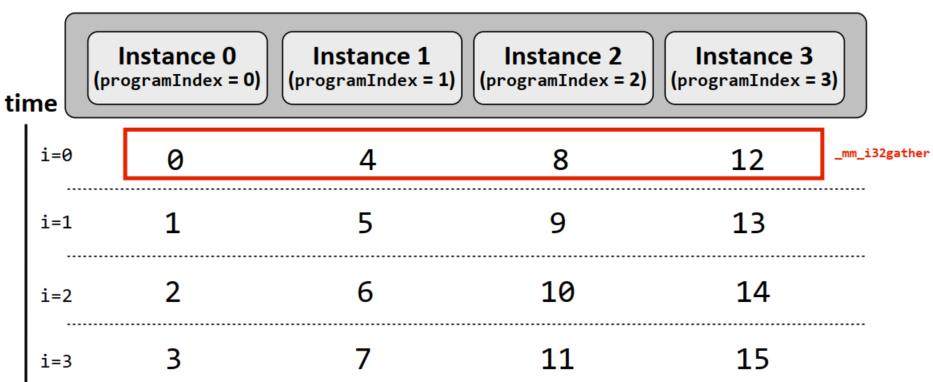 Instance 0 Instance 1 Instance 2 Instance 3
(programIndex = 0) (programIndex = 1) (programIndex = 2) (programIndex = 3)
time
i=0 0 4 8 12 _mm_i32gather
i=1 1 5 9 13
i=2 2 6 10 14
i=3 3 7 11 15